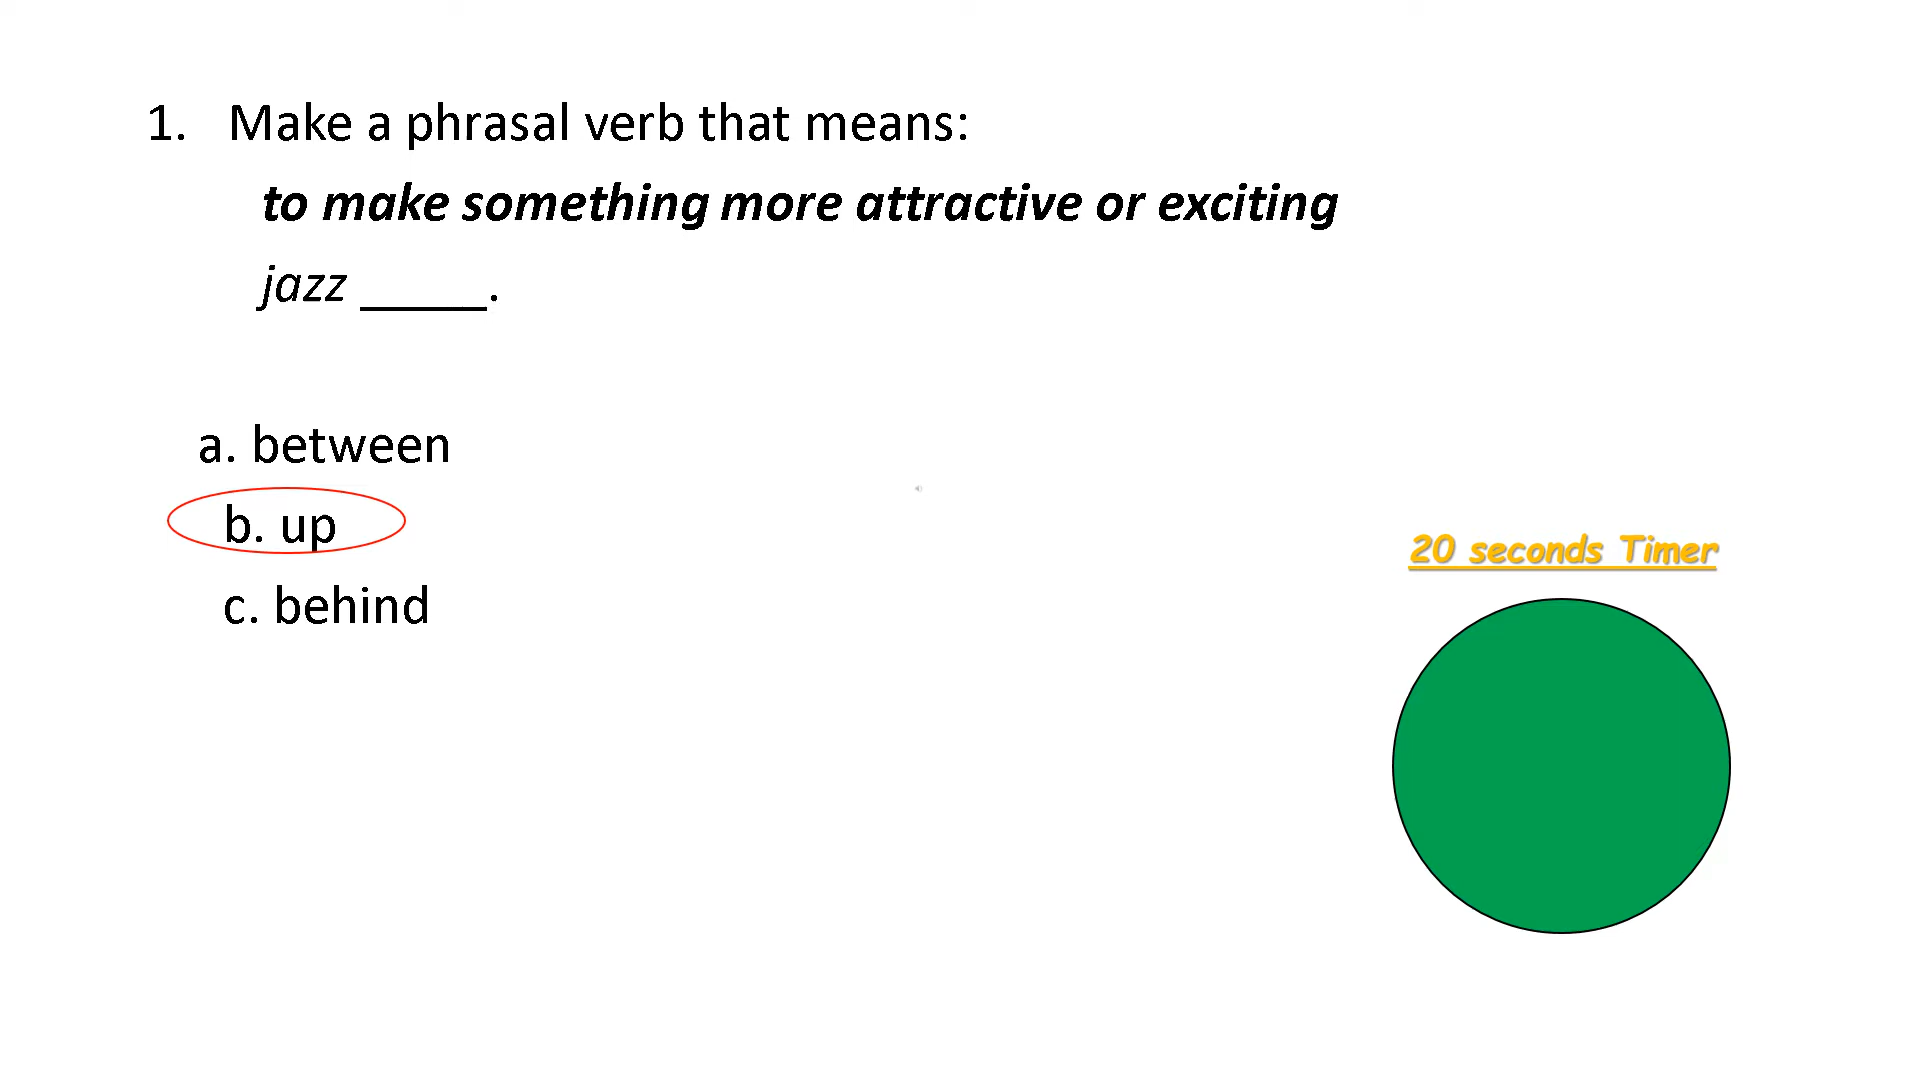 1. Make a phrasal verb that means:
to make something more attractive or exciting
jazz _____.
a. between
b. up
c. behind
20 seconds Timer